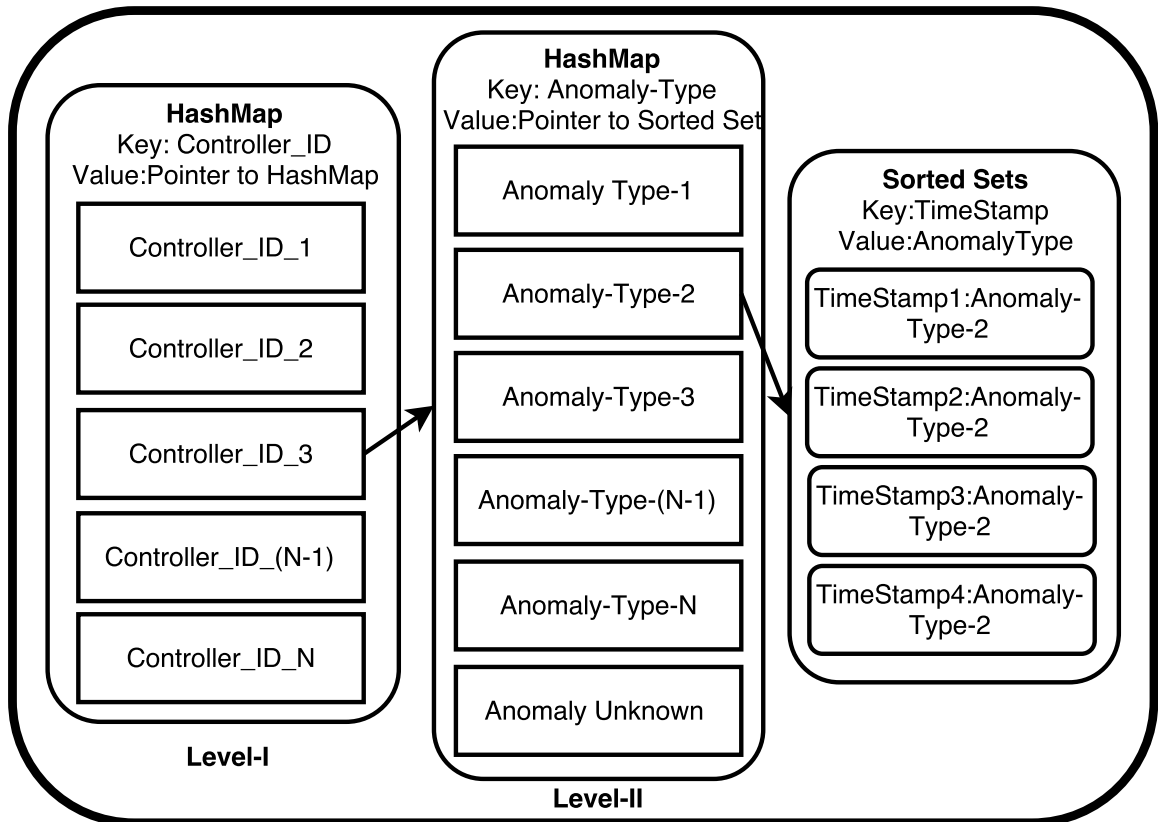 HashMap
Key: Controller_ID
Value:Pointer to HashMap
Controller_ID_1
Controller_ID_2
Controller_ID_3
Controller_ID_(N-1)
Controller_ID_N
Level-I
HashMap
Key: Anomaly-Type
Value:Pointer to Sorted Set
Anomaly Type-1
Anomaly-Type-2
Anomaly-Type-3
Anomaly-Type-(N-1)
Anomaly-Type-N
Anomaly Unknown
Level-II
Sorted Sets
Key:TimeStamp
Value:AnomalyType
TimeStamp1:Anomaly-
Type-2
TimeStamp2:Anomaly-
Type-2
TimeStamp3:Anomaly-
Type-2
TimeStamp4:Anomaly-
Type-2